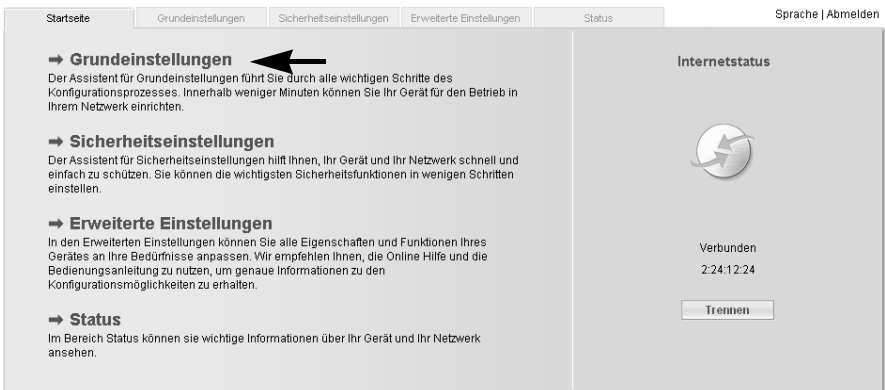 Startseite Grundeinstellungen Sicherheitseinstellungen Erweiterte Einstellungen Status Sprache | Abmelden
➡ Grundeinstellungen
Der Assistent für Grundeinstellungen führt Sie durch alle wichtigen Schritte des
Konfigurationsprozesses. Innerhalb weniger Minuten können Sie Ihr Gerät für den Betrieb in
Ihrem Netzwerk einrichten.
➡ Sicherheitseinstellungen
Der Assistent für Sicherheitseinstellungen hilft Ihnen, Ihr Gerät und Ihr Netzwerk schnell und
einfach zu schützen. Sie können die wichtigsten Sicherheitsfunktionen in wenigen Schritten
einstellen.
➡ Erweiterte Einstellungen
In den Erweiterten Einstellungen können Sie alle Eigenschaften und Funktionen Ihres
Gerätes an Ihre Bedürfnisse anpassen. Wir empfehlen Ihnen, die Online Hilfe und die
Bedienungsanleitung zu nutzen, um genaue Informationen zu den
Konfigurationsmöglichkeiten zu erhalten.
➡ Status
Im Bereich Status können sie wichtige Informationen über Ihr Gerät und Ihr Netzwerk
ansehen.
Internetstatus
Verbunden
2:24:12:24
Trennen